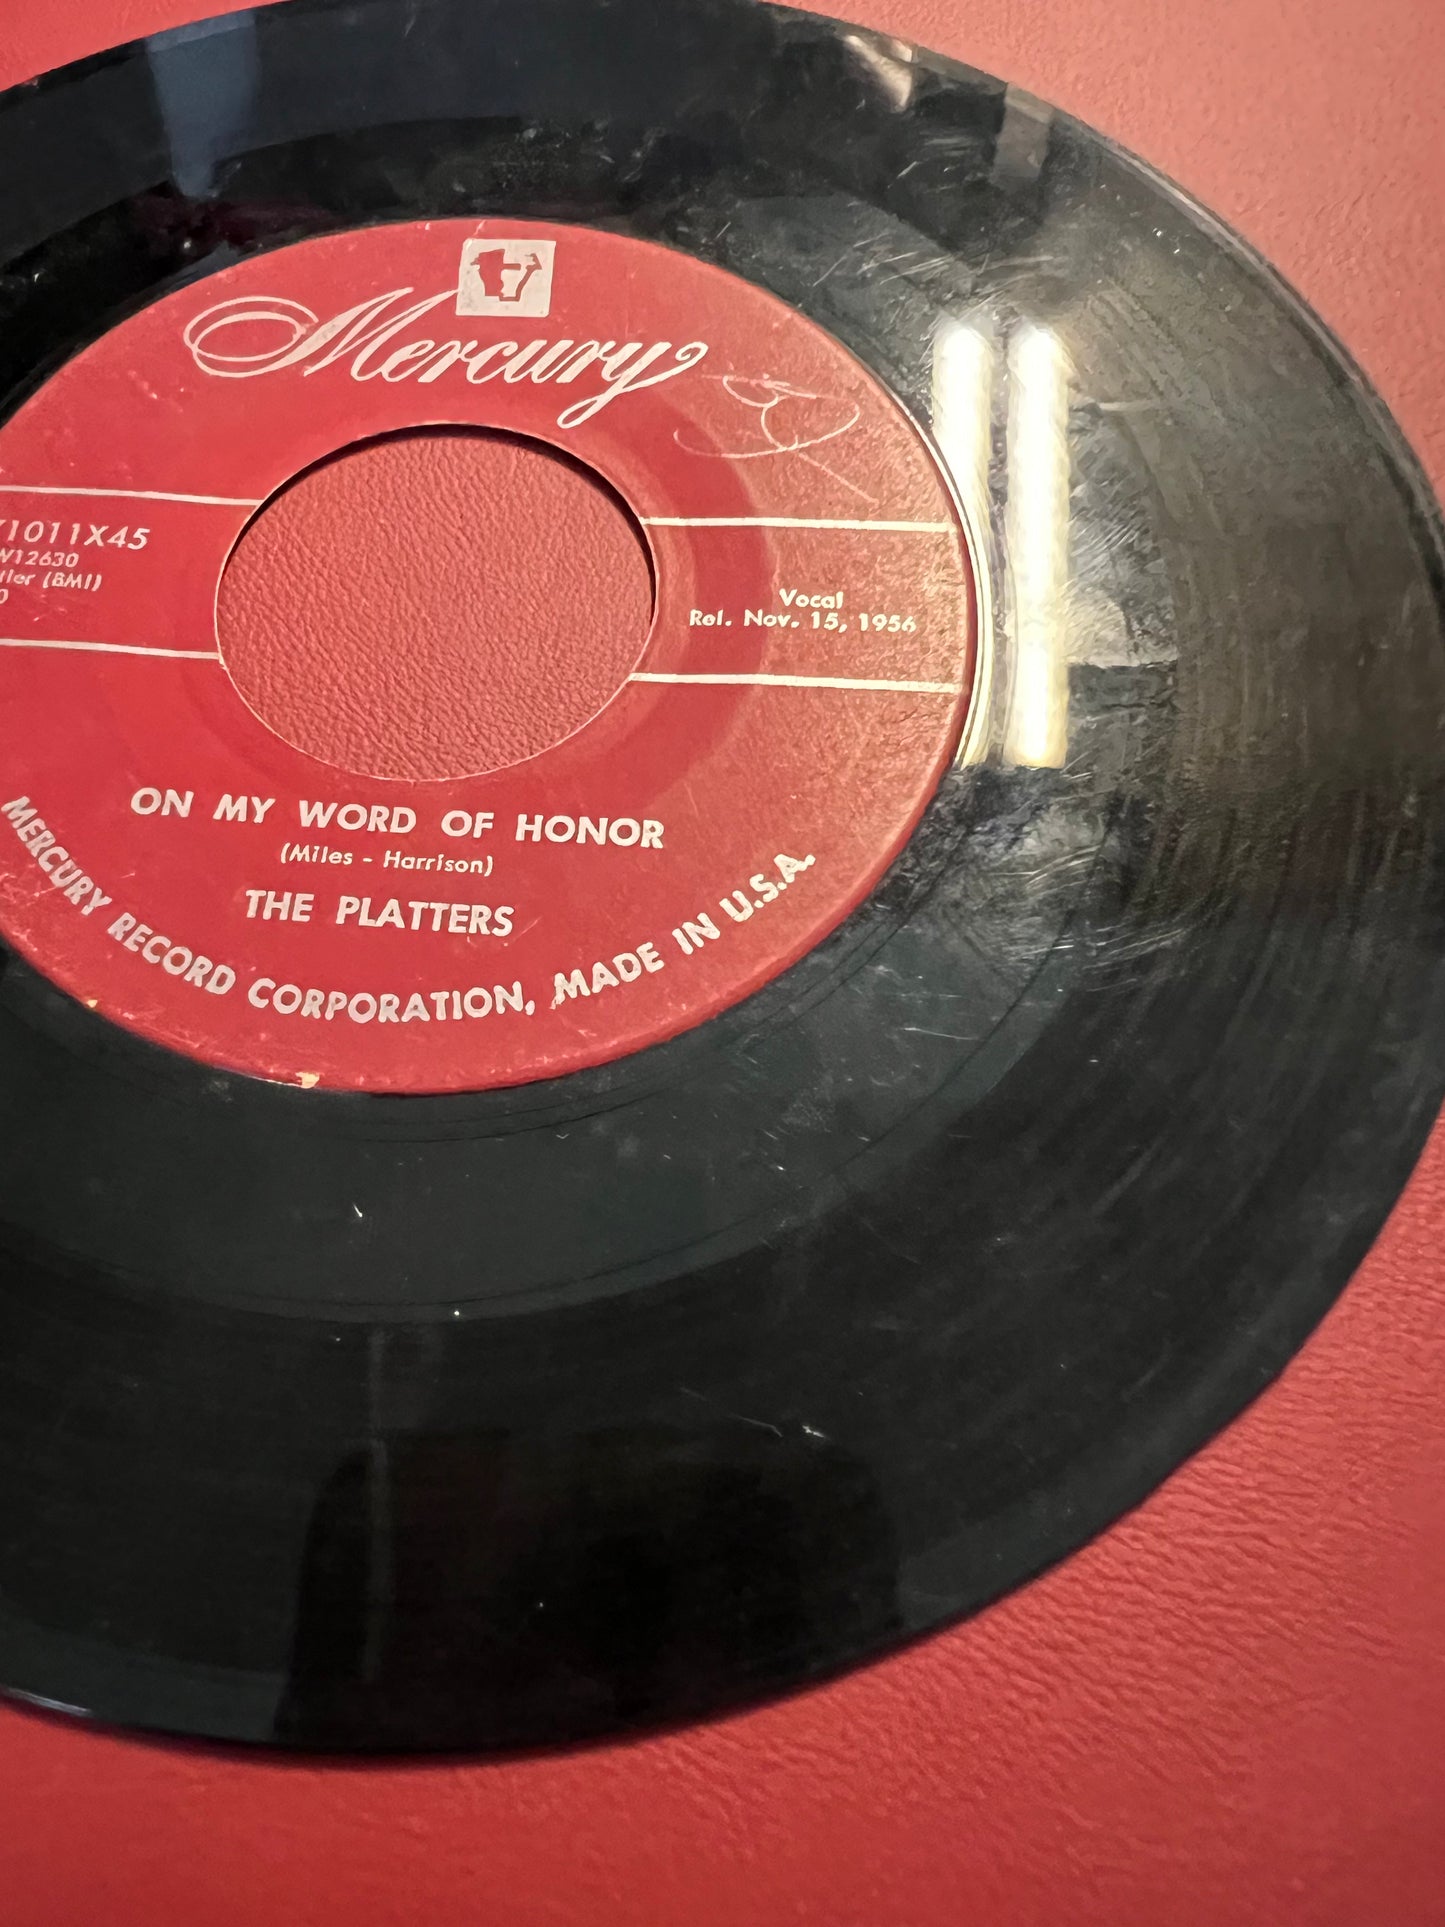 Mercury
71011X45
W12630
(BMI)
Vocal
Rel. Nov. 15, 1956
ON MY WORD OF HONOR
(Miles - Harrison)
THE PLATTERS
MERCURY RECORD CORPORATION, MADE IN U.S.A.